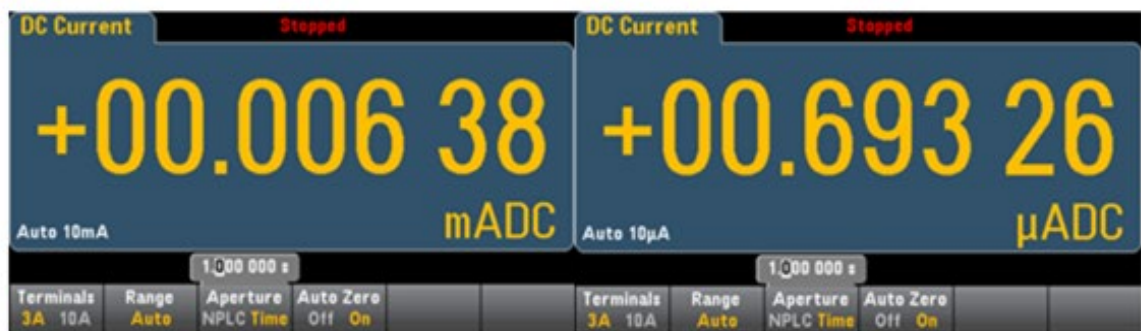 DC Current Stopped
+00.006 38
mADC
Auto 10mA
1.000 000 s
Terminals Range Aperture Auto Zero
3A 10A Auto NPLC Time Off On
DC Current Stopped
+00.693 26
µADC
Auto 10µA
1.000 000 s
Terminals Range Aperture Auto Zero
3A 10A Auto NPLC Time Off On